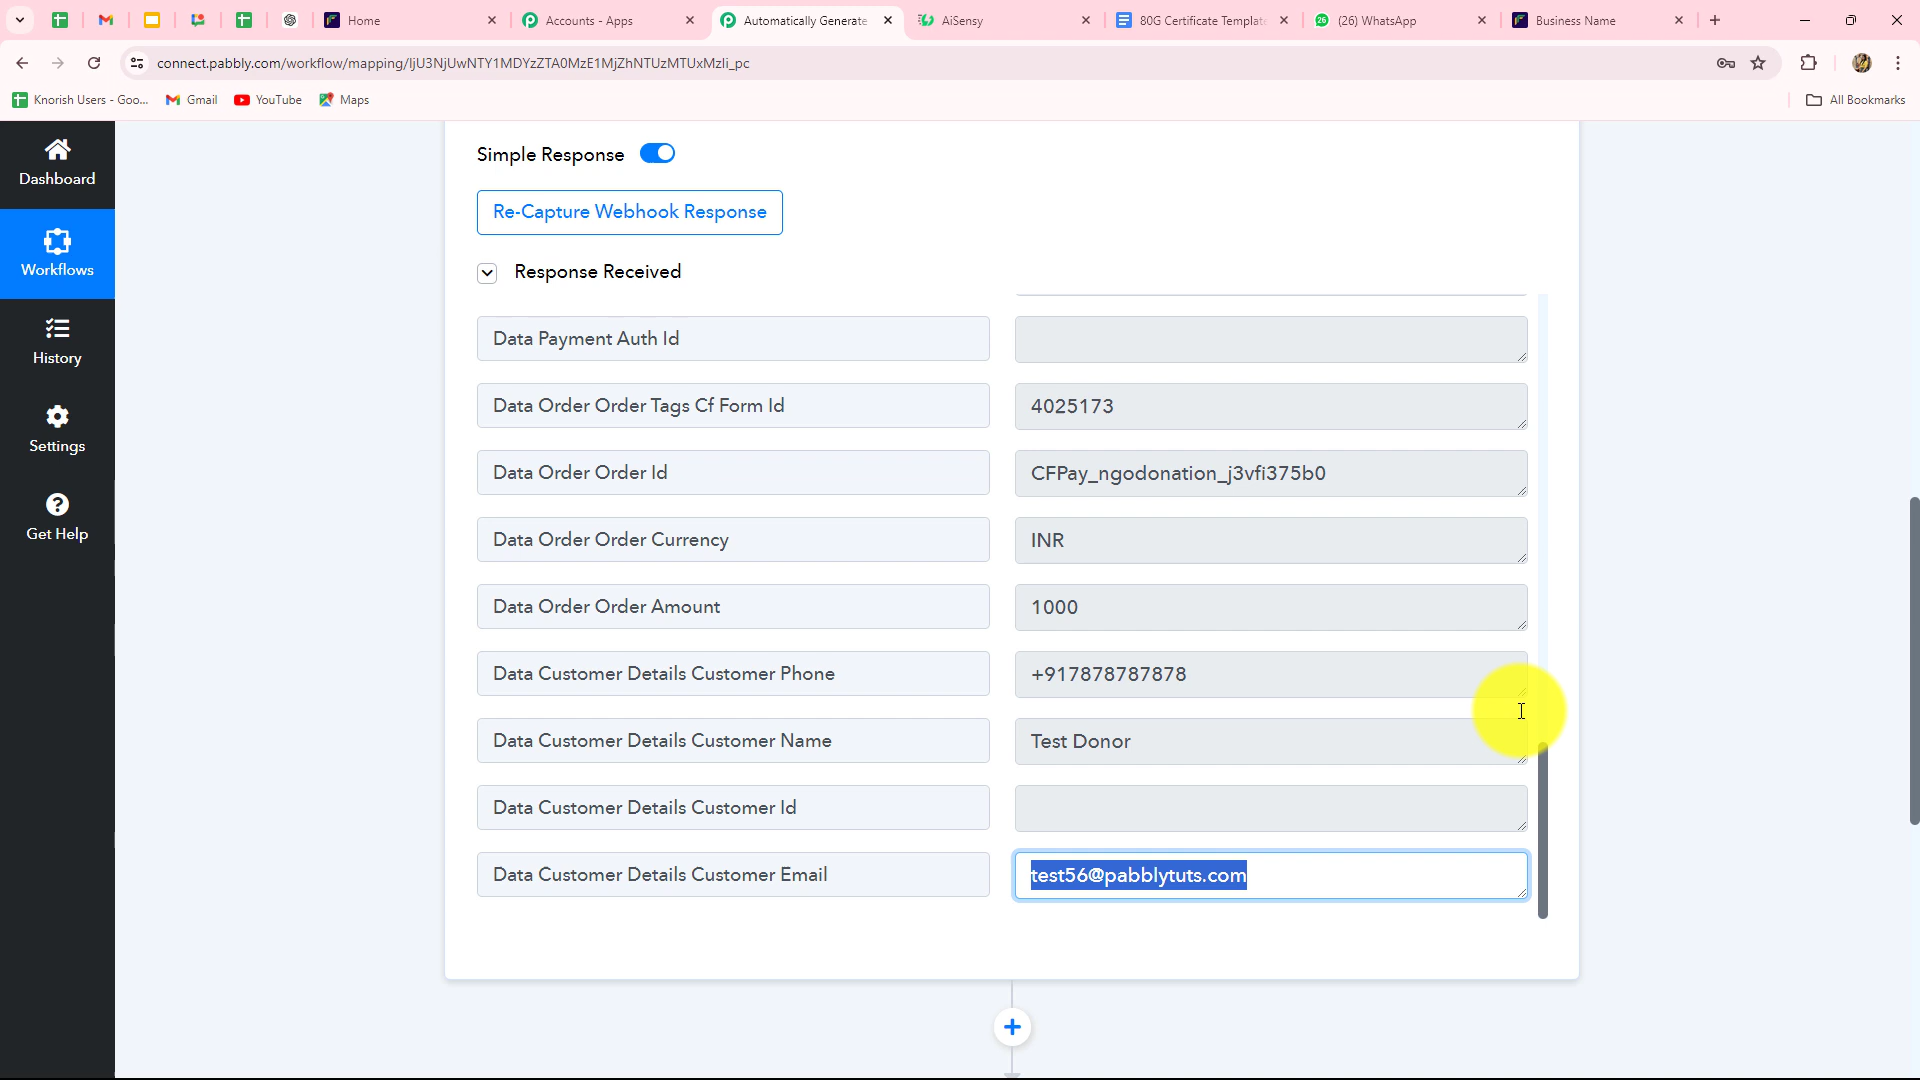 Home
Accounts - Apps
Automatically Generate
AiSensy
80G Certificate Templat
(26) WhatsApp
Business Name
connect.pabbly.com/workflow/mapping/IjU3NjUwNTY1MDYzZTA0MzE1MjZhNTUzMTUxMzIi_pc
Knorish Users - Goo...
Gmail
YouTube
Maps
All Bookmarks
Dashboard
Workflows
History
Settings
Get Help
Simple Response
Re-Capture Webhook Response
Response Received
Data Payment Auth Id
Data Order Order Tags Cf Form Id
4025173
Data Order Order Id
CFPay_ngodonation_j3vfi375b0
Data Order Order Currency
INR
Data Order Order Amount
1000
Data Customer Details Customer Phone
+917878787878
Data Customer Details Customer Name
Test Donor
Data Customer Details Customer Id
Data Customer Details Customer Email
test56@pabblytuts.com